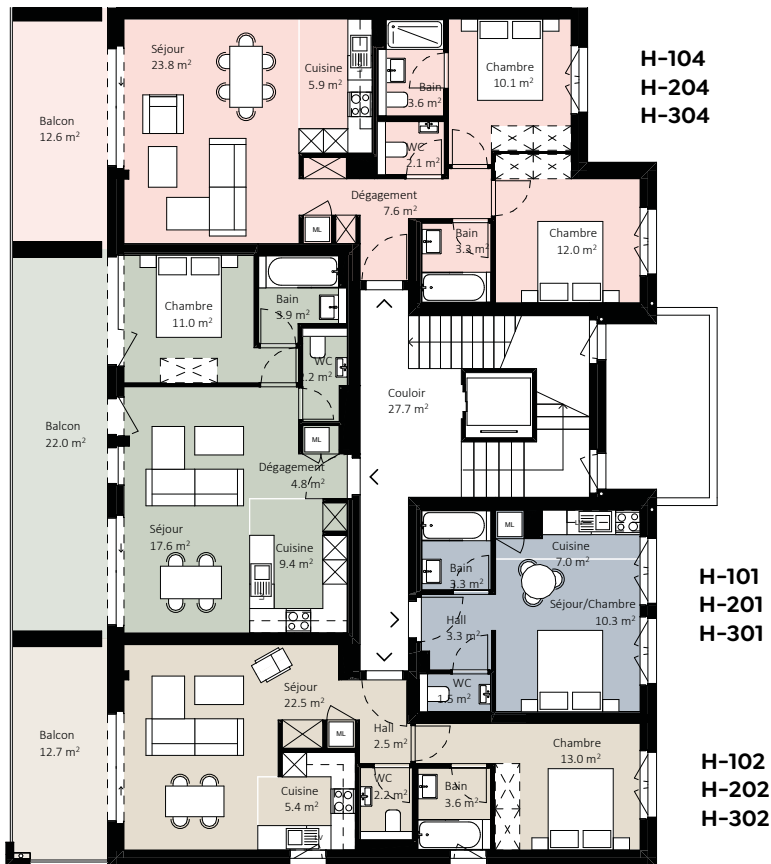 Séjour
23.8 m²
Cuisine
5.9 m²
Bain
3.6 m²
Chambre
10.1 m²
H-104
H-204
H-304
Balcon
12.6 m²
WC
2.1 m²
Dégagement
7.6 m²
ML
Bain
3.3 m²
Chambre
12.0 m²
Chambre
11.0 m²
Bain
3.9 m²
WC
2.2 m²
Couloir
27.7 m²
Balcon
22.0 m²
ML
Dégagement
4.8 m²
Séjour
17.6 m²
Cuisine
9.4 m²
ML
Cuisine
7.0 m²
Bain
3.3 m²
Séjour/Chambre
10.3 m²
Hall
3.3 m²
WC
1.5 m²
H-101
H-201
H-301
Séjour
22.5 m²
Balcon
12.7 m²
ML
Hall
2.5 m²
Chambre
13.0 m²
Cuisine
5.4 m²
WC
2.2 m²
Bain
3.6 m²
H-102
H-202
H-302